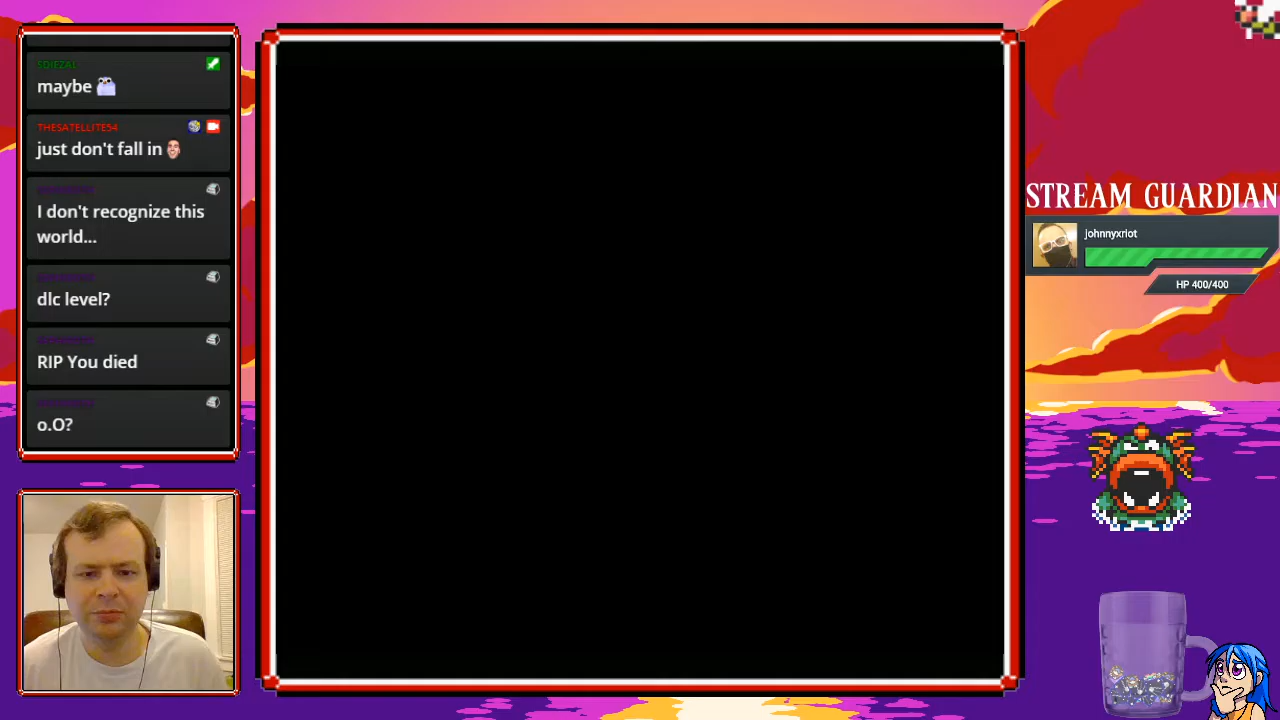 SDIEZAL
maybe
THESATELLITE54
just don't fall in
I don't recognize this
world...
dlc level?
RIP You died
o.O?
STREAM GUARDIAN
johnnyxriot
HP 400/400